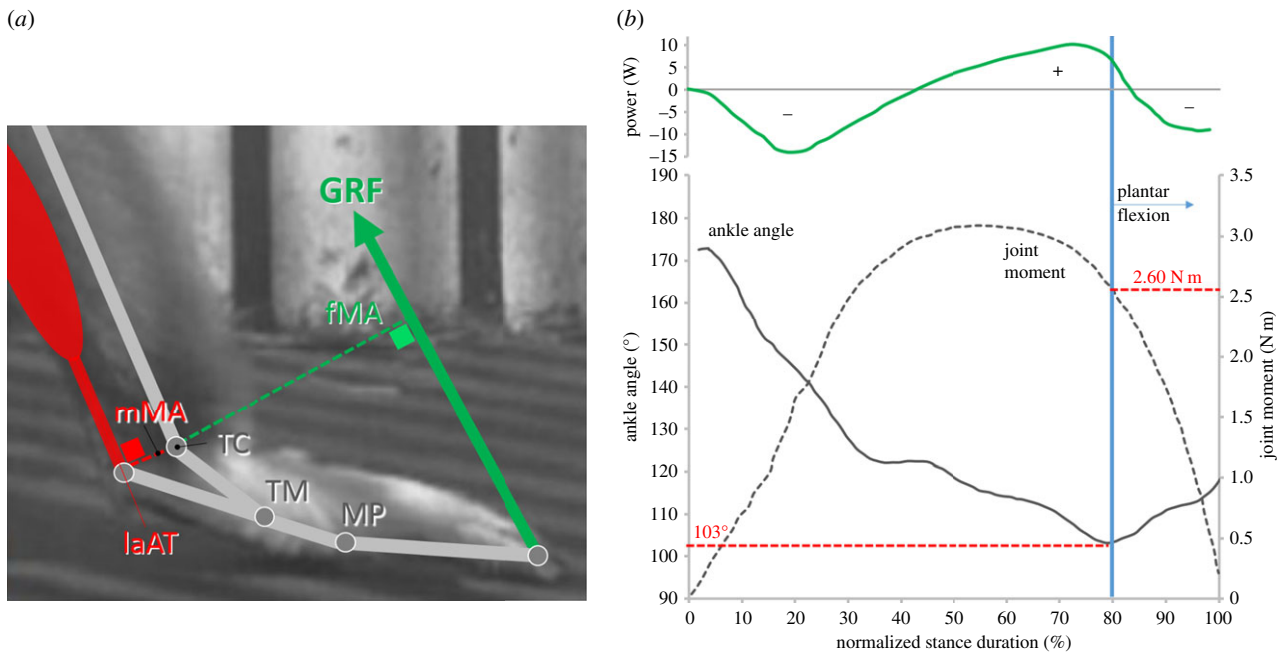 (a)
GRF
fMA
mMA
TC
TM
MP
laAT
(b)
power (W)
10
5
0
–5
–10
–15
+
–
–
190
180
170
160
150
140
130
120
110
100
90
ankle angle (°)
3.5
3.0
2.5
2.0
1.5
1.0
0.5
0
joint moment (N m)
plantar
flexion
ankle angle
joint
moment
2.60 N m
103°
0 10 20 30 40 50 60 70 80 90 100
normalized stance duration (%)